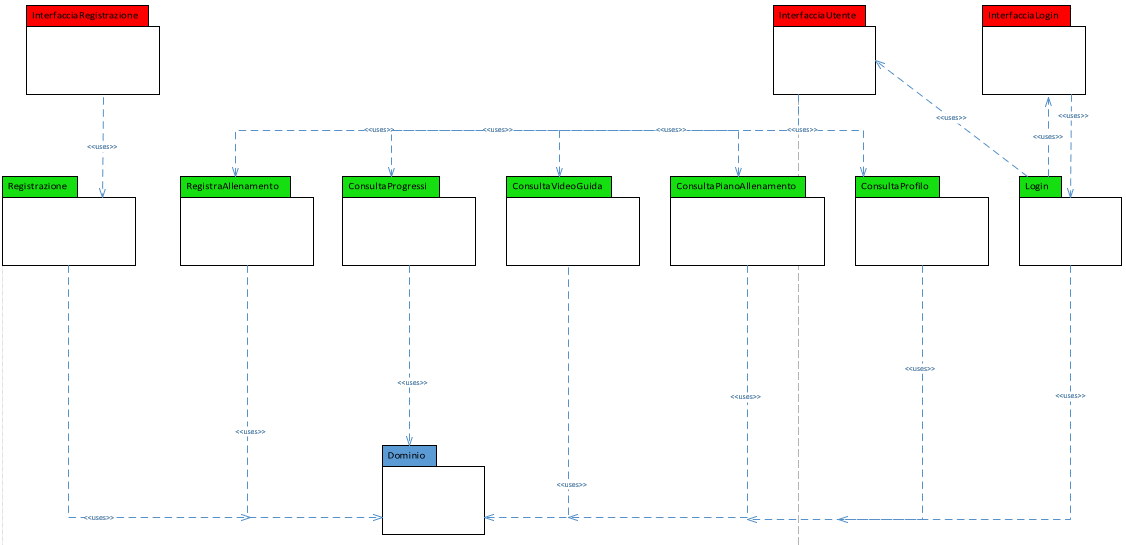 InterfacciaRegistrazione
InterfacciaUtente
InterfacciaLogin
<<uses>>
<<uses>>
<<uses>>
<<uses>>
<<uses>>
<<uses>>
<<uses>>
<<uses>>
<<uses>>
Registrazione
RegistraAllenamento
ConsultaProgressi
ConsultaVideoGuida
ConsultaPianoAllenamento
ConsultaProfilo
Login
<<uses>>
<<uses>>
<<uses>>
<<uses>>
<<uses>>
Dominio
<<uses>>
<<uses>>